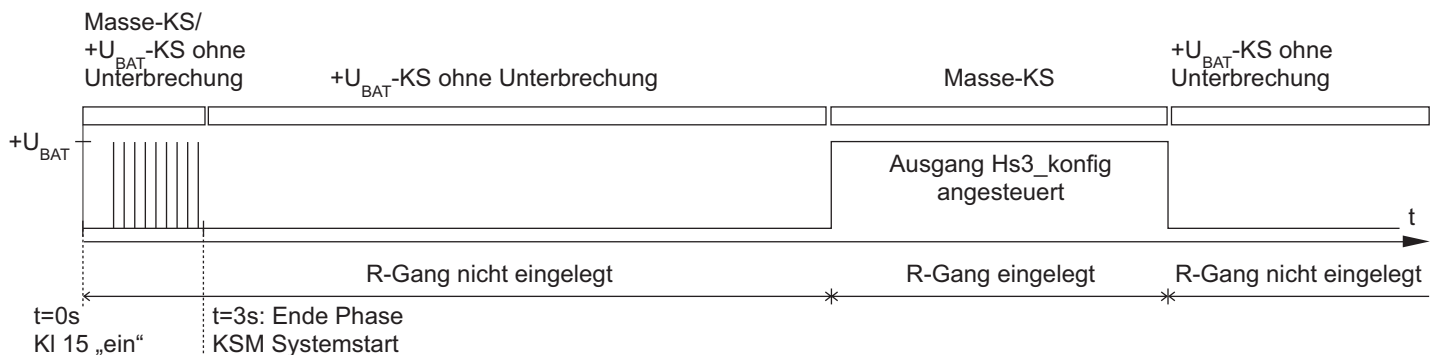 Masse-KS/
+U_BAT-KS ohne
Unterbrechung
+U_BAT-KS ohne Unterbrechung
Masse-KS
+U_BAT-KS ohne
Unterbrechung
+U_BAT
Ausgang Hs3_konfig
angesteuert
t
R-Gang nicht eingelegt
R-Gang eingelegt
R-Gang nicht eingelegt
t=0s
Kl 15 „ein“
t=3s: Ende Phase
KSM Systemstart